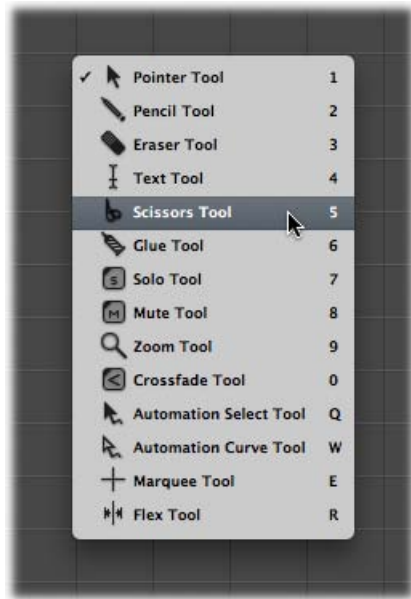 ✓ Pointer Tool 1
Pencil Tool 2
Eraser Tool 3
Text Tool 4
Scissors Tool 5
Glue Tool 6
S Solo Tool 7
M Mute Tool 8
Zoom Tool 9
Crossfade Tool 0
Automation Select Tool Q
Automation Curve Tool W
Marquee Tool E
Flex Tool R